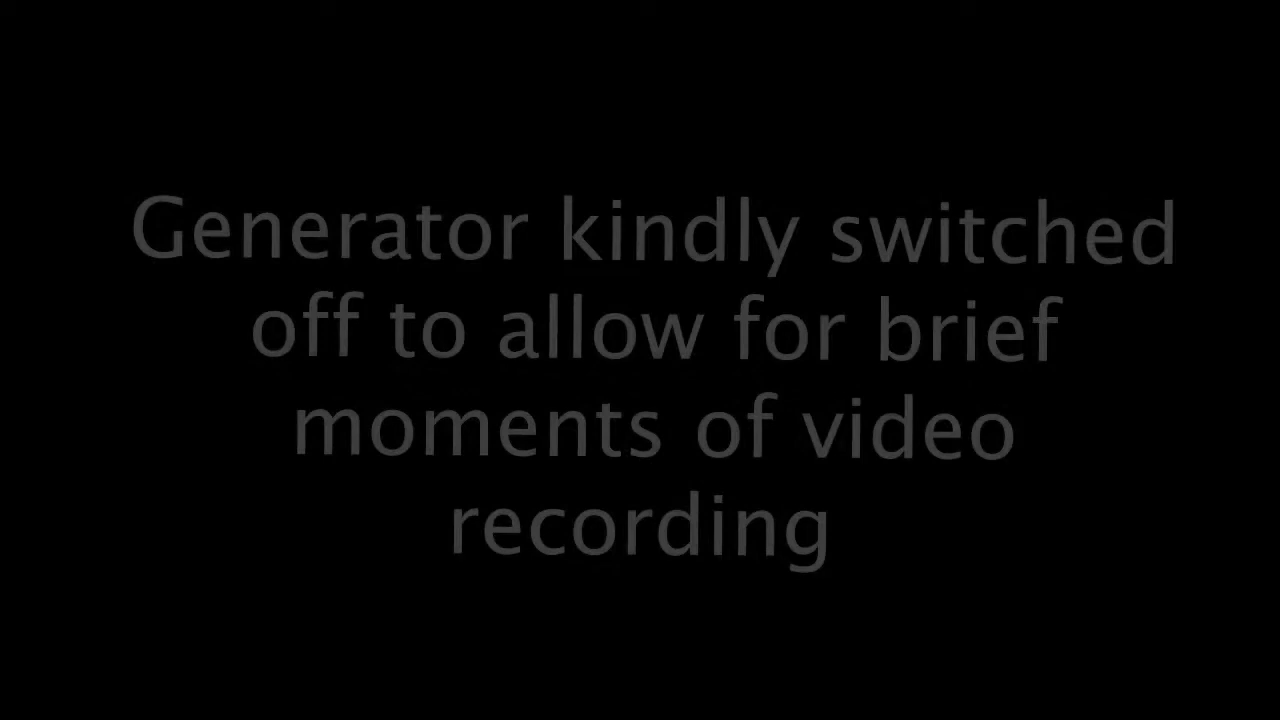 Generator kindly switched
off to allow for brief
moments of video
recording